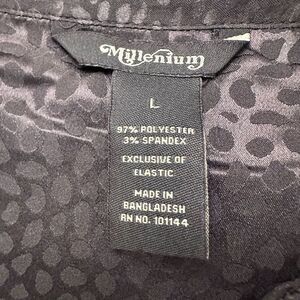 Millenium
L
97% POLYESTER
3% SPANDEX
EXCLUSIVE OF
ELASTIC
MADE IN
BANGLADESH
RN NO. 101144